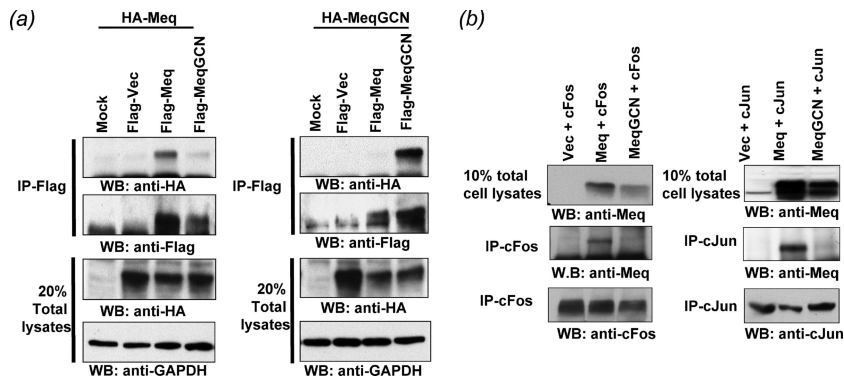 (a)
HA-Meq
Mock
Flag-Vec
Flag-Meq
Flag-MeqGCN
IP-Flag
WB: anti-HA
WB: anti-Flag
20%
Total
lysates
WB: anti-HA
WB: anti-GAPDH
HA-MeqGCN
Mock
Flag-Vec
Flag-Meq
Flag-MeqGCN
IP-Flag
WB: anti-HA
WB: anti-Flag
20%
Total
lysates
WB: anti-HA
WB: anti-GAPDH
(b)
Vec + cFos
Meq + cFos
MeqGCN + cFos
10% total
cell lysates
WB: anti-Meq
IP-cFos
W.B: anti-Meq
IP-cFos
WB: anti-cFos
Vec + cJun
Meq + cJun
MeqGCN + cJun
10% total
cell lysates
WB: anti-Meq
IP-cJun
WB: anti-Meq
IP-cJun
WB: anti-cJun